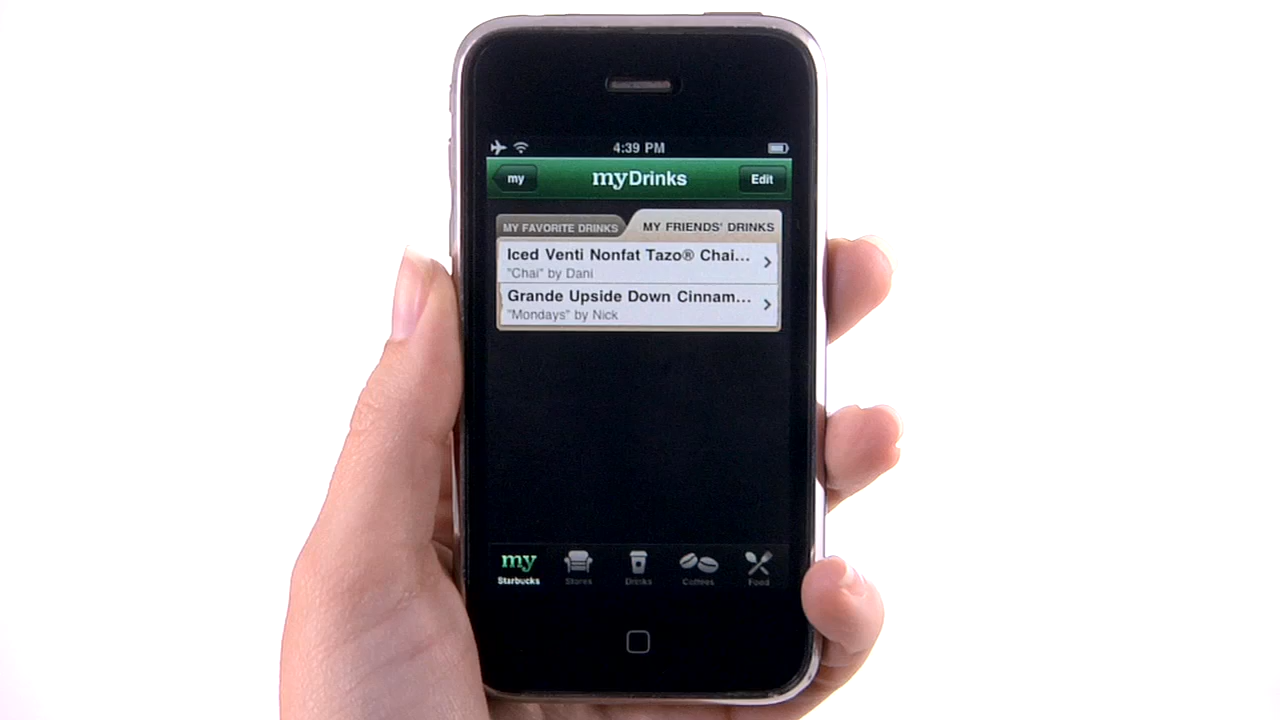 4:39 PM
my
myDrinks
Edit
MY FAVORITE DRINKS
MY FRIENDS' DRINKS
Iced Venti Nonfat Tazo® Chai...
"Chai" by Dani
Grande Upside Down Cinnam...
"Mondays" by Nick
my
Starbucks
Stores
Drinks
Coffees
Food